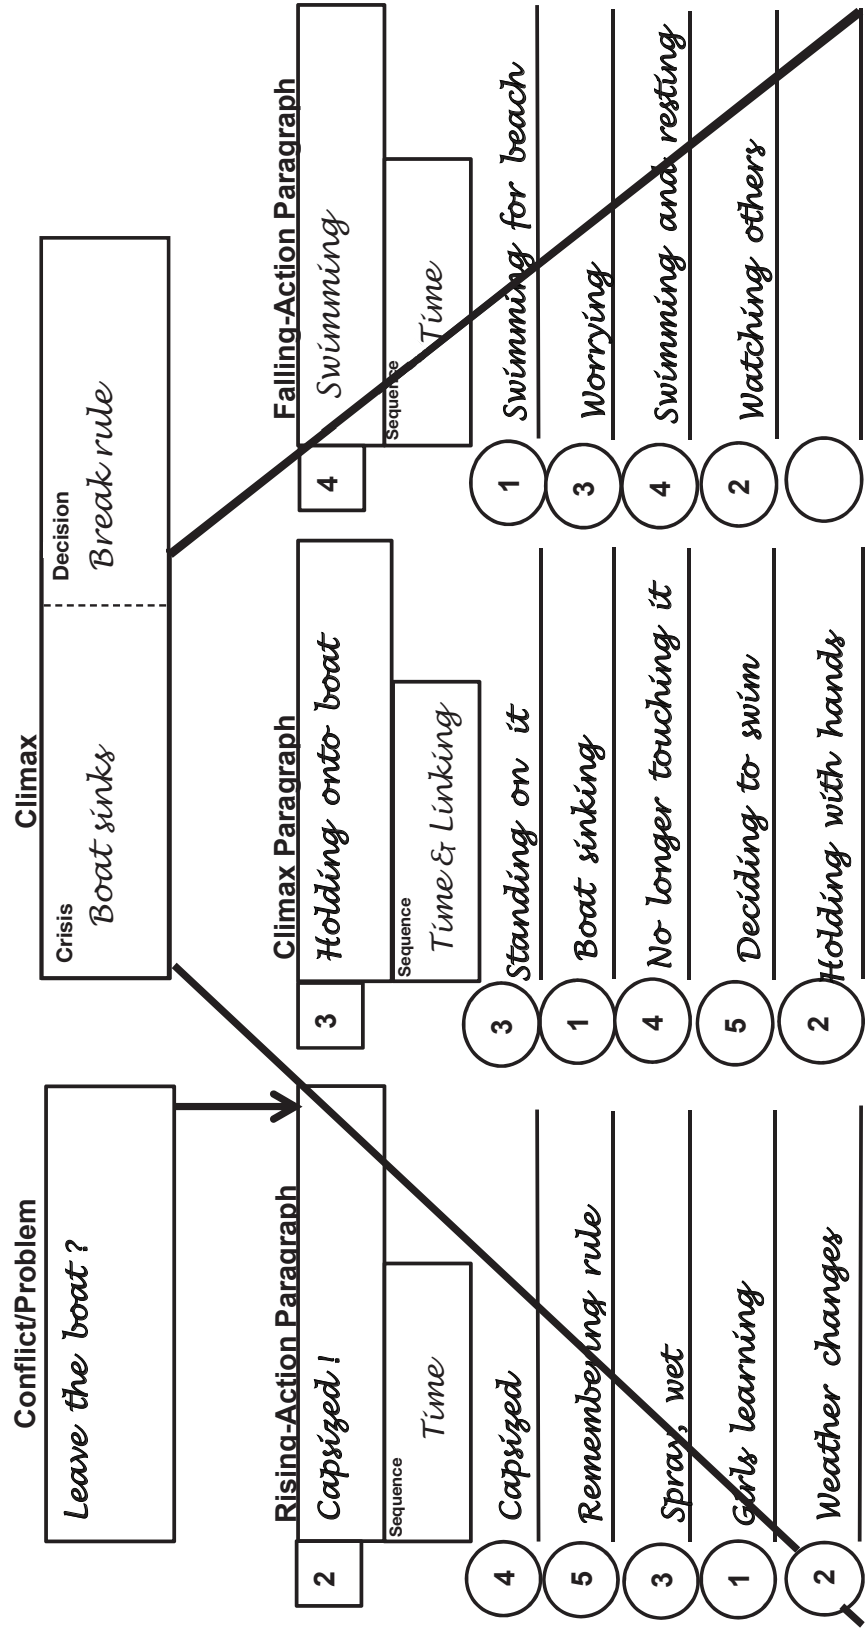 Conflict/Problem
Leave the boat?
Climax
Crisis
Boat sinks
Decision
Break rule
Rising-Action Paragraph
2
Capsized!
Sequence
Time
4 Capsized
5 Remembering rule
3 Spray, wet
1 Girls learning
2 Weather changes
Climax Paragraph
3
Holding onto boat
Sequence
Time & Linking
3 Standing on it
1 Boat sinking
4 No longer touching it
5 Deciding to swim
2 Holding with hands
Falling-Action Paragraph
4
Swimming
Sequence
Time
1 Swimming for beach
3 Worrying
4 Swimming and resting
2 Watching others